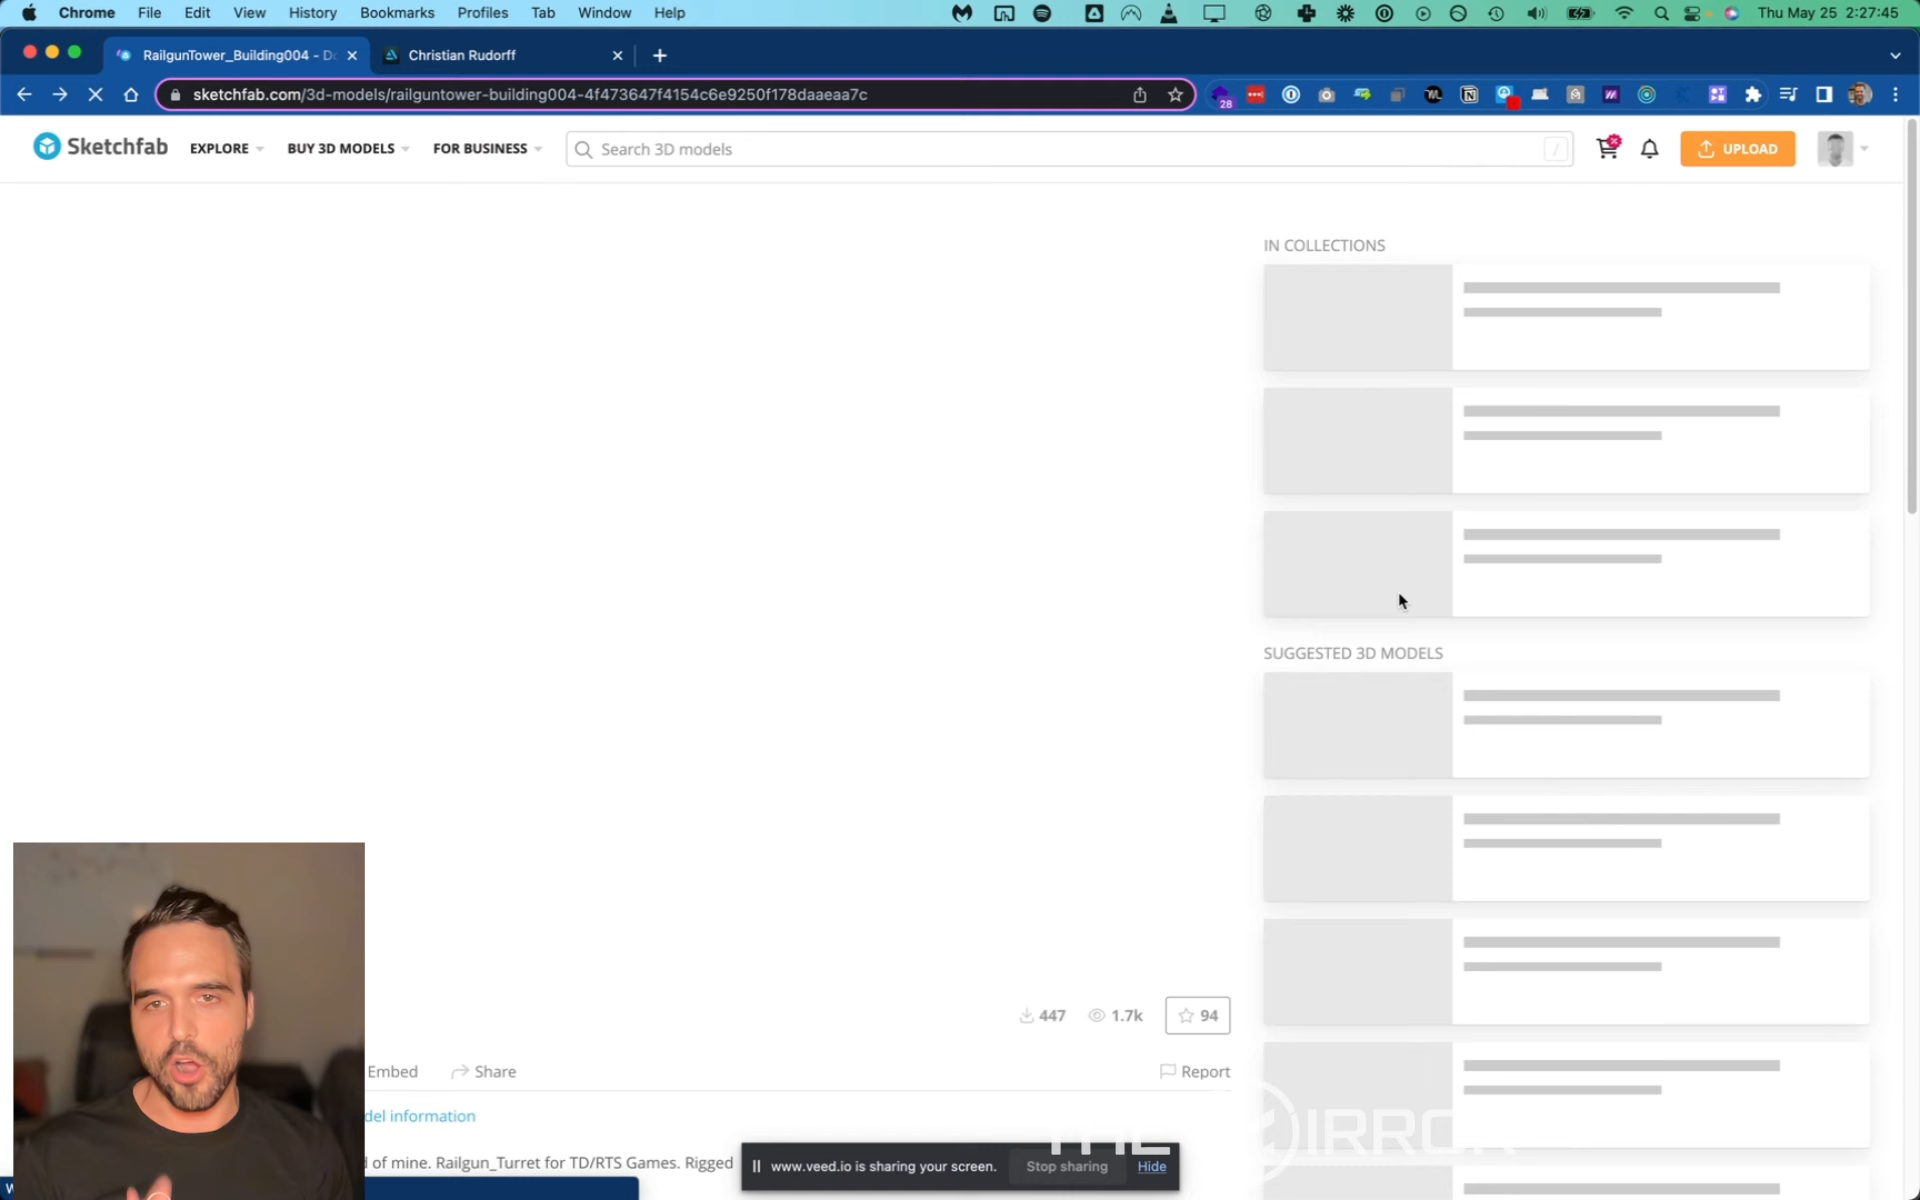 Chrome File Edit View History Bookmarks Profiles Tab Window Help Thu May 25 2:27:45
RailgunTower_Building004 - Do Christian Rudorff
sketchfab.com/3d-models/railguntower-building004-4f473647f4154c6e9250f178daaeaa7c 28
Sketchfab EXPLORE BUY 3D MODELS FOR BUSINESS Search 3D models / UPLOAD
IN COLLECTIONS
SUGGESTED 3D MODELS
447 1.7k 94
Embed Share Report
del information
d of mine. Railgun_Turret for TD/RTS Games. Rigged
www.veed.io is sharing your screen. Stop sharing Hide